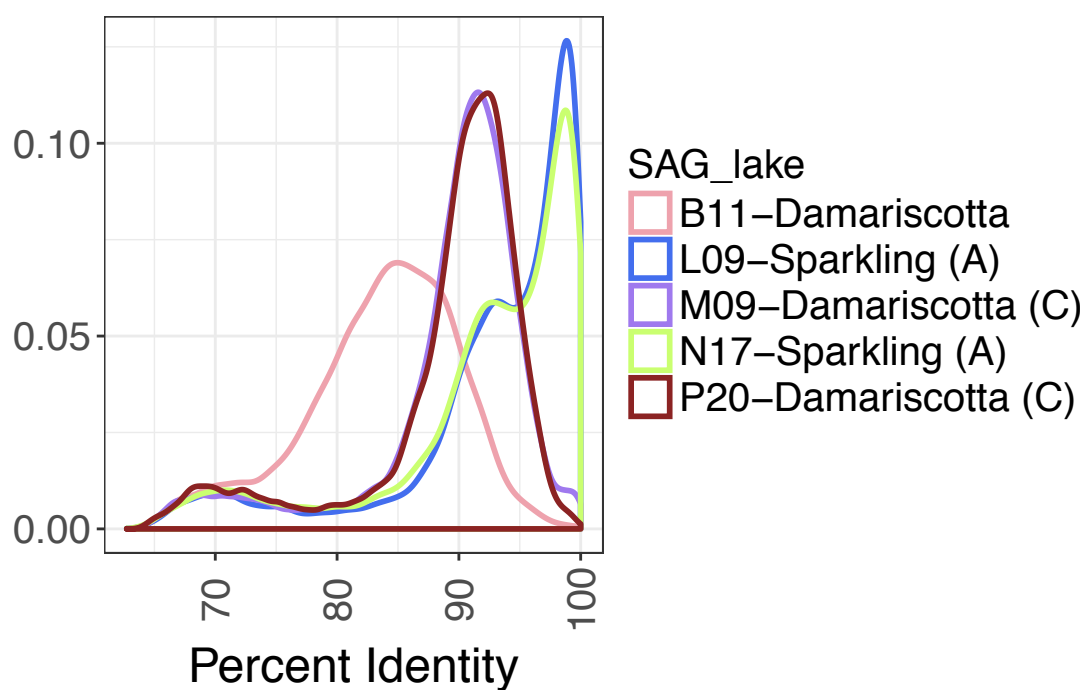 0.10
0.05
0.00
70
80
90
100
Percent Identity
SAG_lake
B11−Damariscotta
L09−Sparkling (A)
M09−Damariscotta (C)
N17−Sparkling (A)
P20−Damariscotta (C)